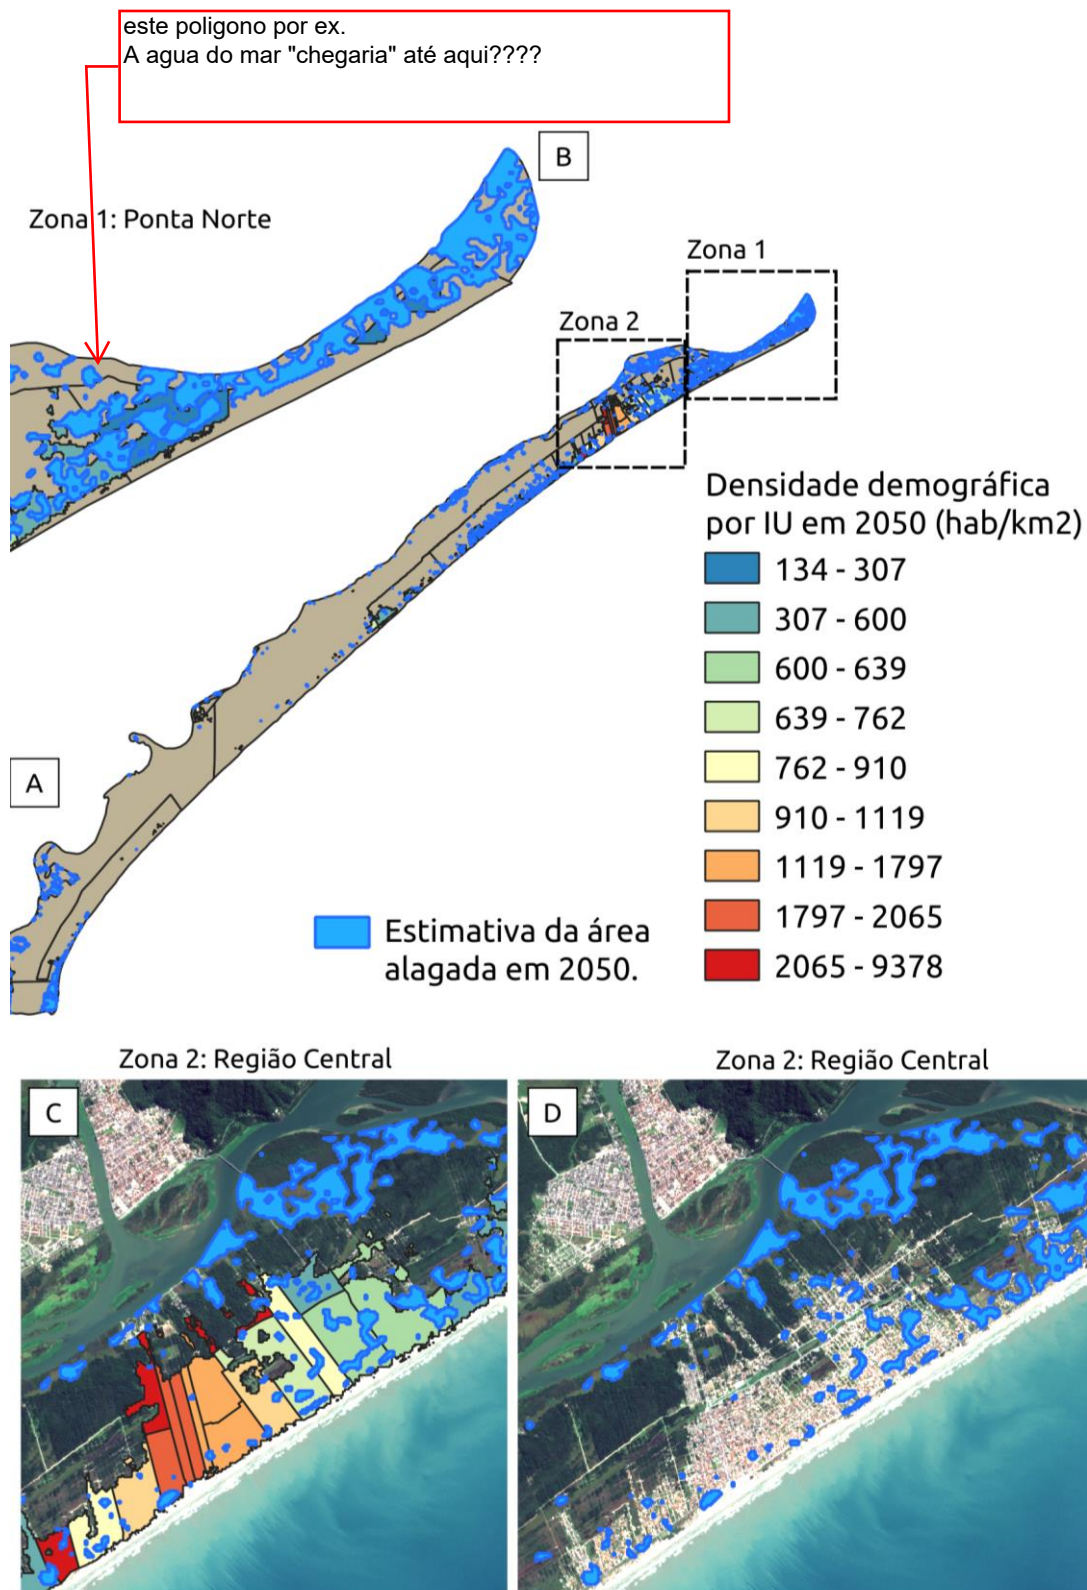 este poligono por ex.
A agua do mar "chegaria" até aqui????
B
Zona 1: Ponta Norte
Zona 1
Zona 2
Densidade demográfica
por IU em 2050 (hab/km2)
134 - 307
307 - 600
600 - 639
639 - 762
762 - 910
910 - 1119
1119 - 1797
1797 - 2065
2065 - 9378
A
Estimativa da área
alagada em 2050.
Zona 2: Região Central
Zona 2: Região Central
C
D